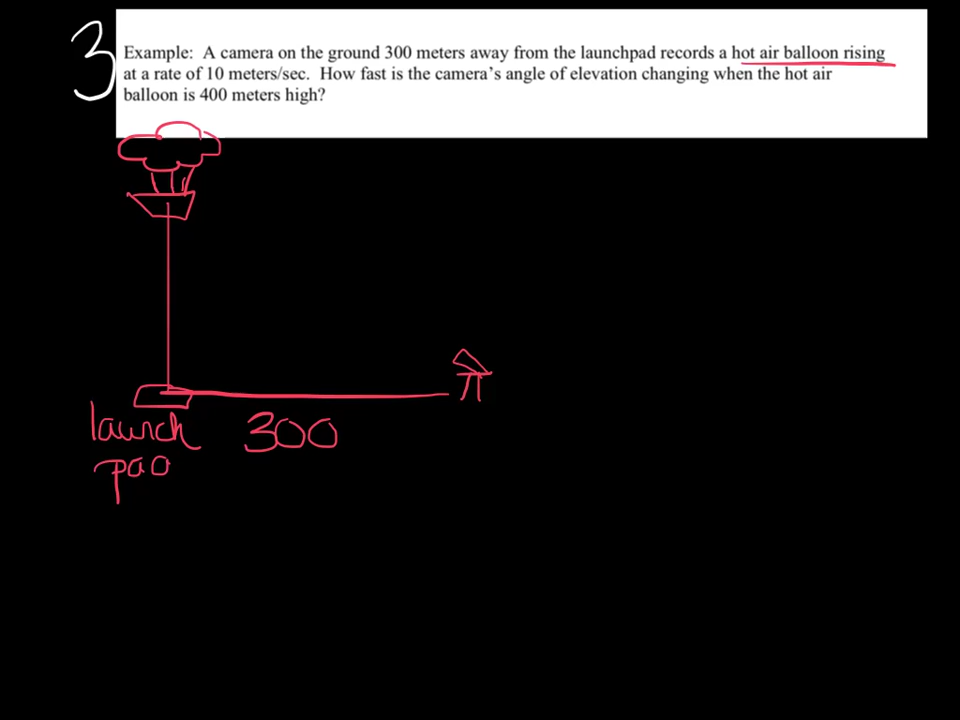 3
Example: A camera on the ground 300 meters away from the launchpad records a hot air balloon rising
at a rate of 10 meters/sec. How fast is the camera's angle of elevation changing when the hot air
balloon is 400 meters high?
launch
pad
300